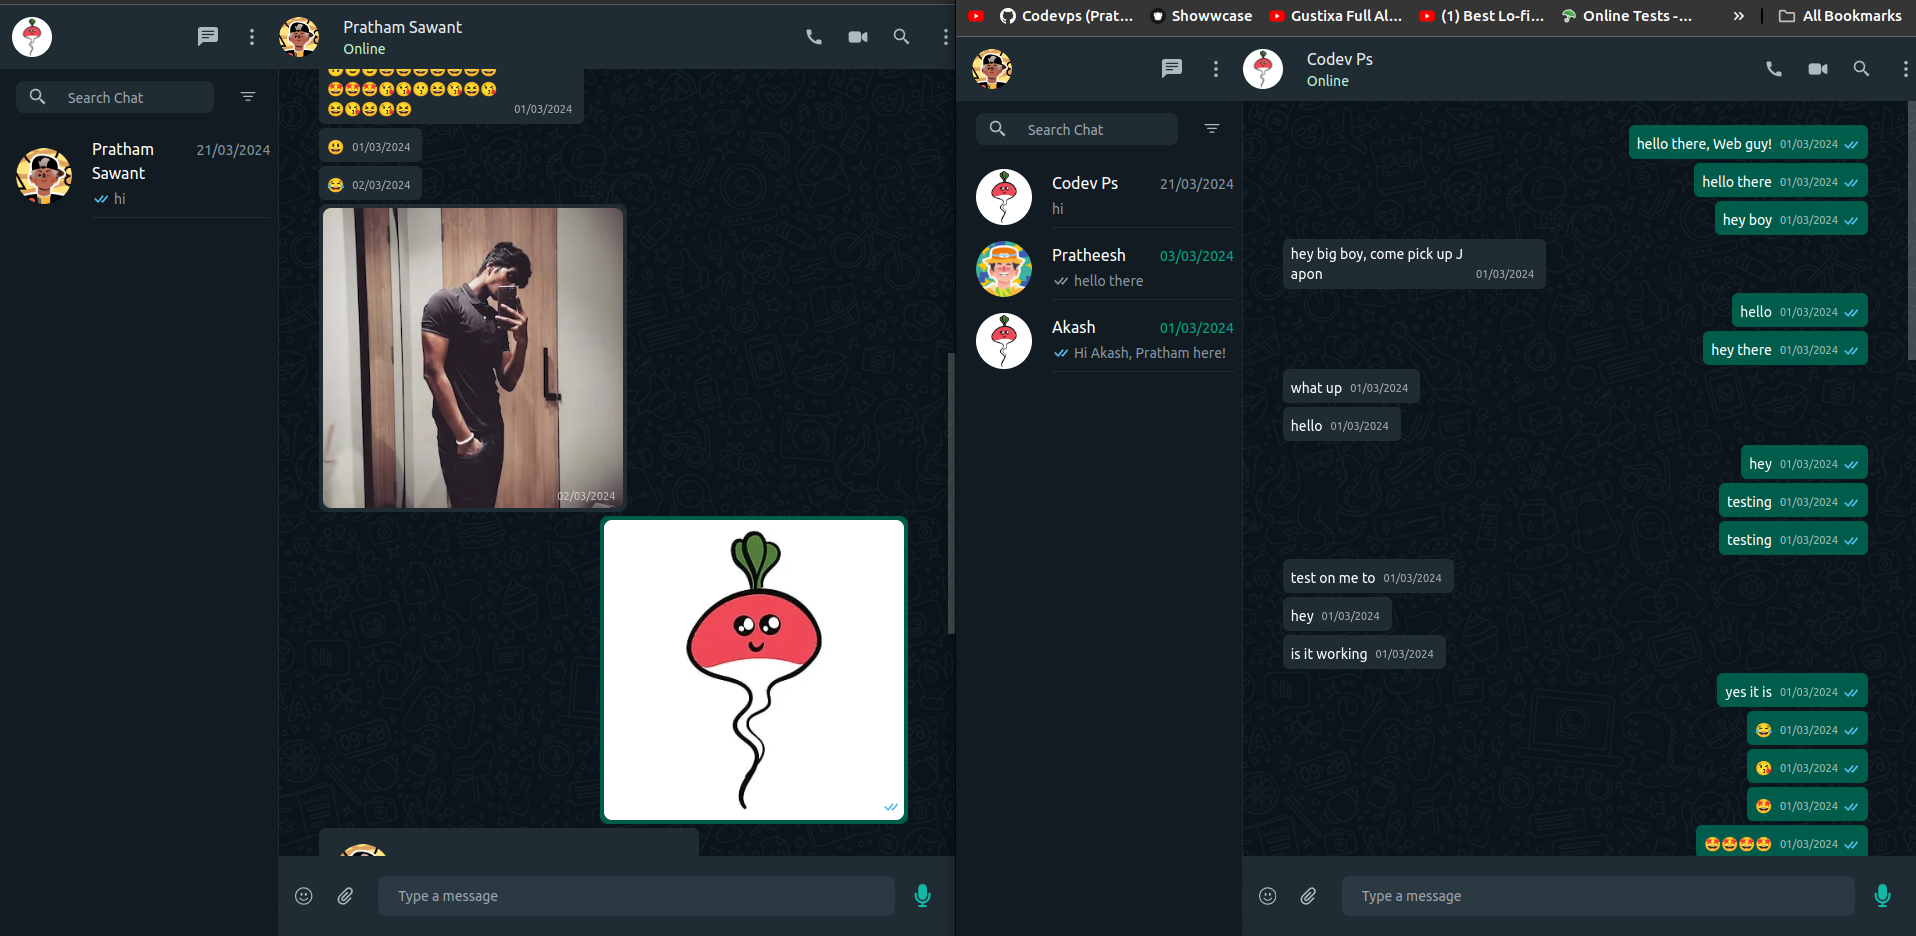 Pratham Sawant
Online
Search Chat
Pratham
Sawant
21/03/2024
hi
01/03/2024
01/03/2024
02/03/2024
02/03/2024
Type a message
Codevps (Prat...
Showwcase
Gustixa Full Al...
(1) Best Lo-fi...
Online Tests -...
All Bookmarks
Codev Ps
Online
Search Chat
Codev Ps 21/03/2024
hi
Pratheesh 03/03/2024
hello there
Akash 01/03/2024
Hi Akash, Pratham here!
hello there, Web guy! 01/03/2024
hello there 01/03/2024
hey boy 01/03/2024
hey big boy, come pick up J
apon 01/03/2024
hello 01/03/2024
hey there 01/03/2024
what up 01/03/2024
hello 01/03/2024
hey 01/03/2024
testing 01/03/2024
testing 01/03/2024
test on me to 01/03/2024
hey 01/03/2024
is it working 01/03/2024
yes it is 01/03/2024
01/03/2024
01/03/2024
01/03/2024
01/03/2024
Type a message